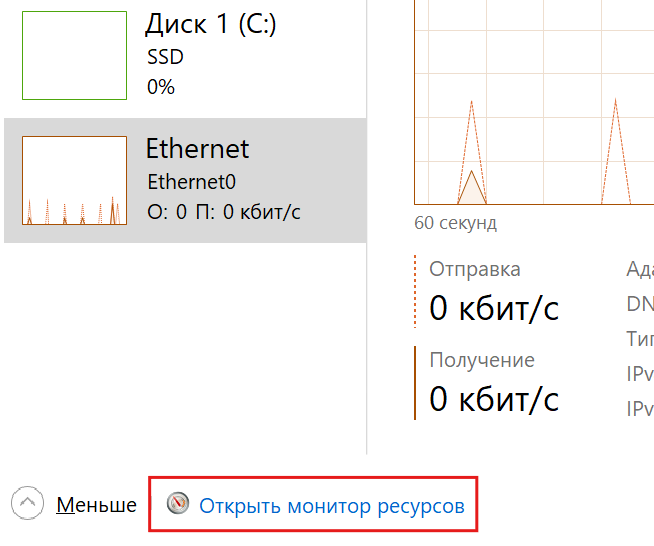 Диск 1 (C:)
SSD
0%
Ethernet
Ethernet0
О: 0 П: 0 кбит/с
60 секунд
Отправка
0 кбит/с
Получение
0 кбит/с
Ада
DN
Тип
IPv
IPv
Меньше
Открыть монитор ресурсов